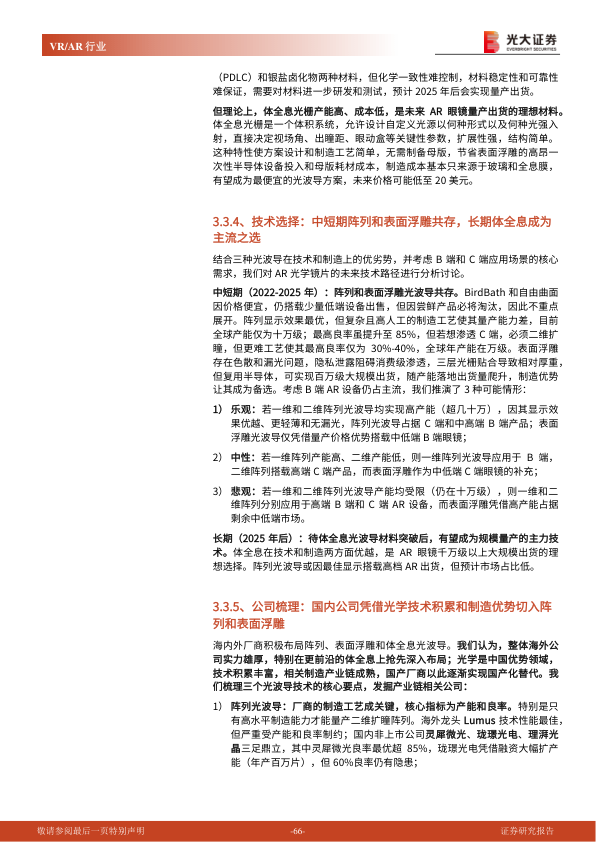 VR/AR 行业
光大证券
EVERBRIGHT SECURITIES
（PDLC）和银盐卤化物两种材料，但化学一致性难控制，材料稳定性和可靠性
难保证，需要对材料进一步研发和测试，预计 2025 年后会实现量产出货。
但理论上，体全息光栅产能高、成本低，是未来 AR 眼镜量产出货的理想材料。
体全息光栅是一个体积系统，允许设计自定义光源以何种形式以及何种光强入
射，直接决定视场角、出瞳距、眼动盒等关键性参数，扩展性强，结构简单。
这种特性使方案设计和制造工艺简单，无需制备母版，节省表面浮雕的高昂一
次性半导体设备投入和母版耗材成本，制造成本基本只来源于玻璃和全息膜，
有望成为最便宜的光波导方案，未来价格可能低至 20 美元。
3.3.4、技术选择：中短期阵列和表面浮雕共存，长期体全息成为
主流之选
结合三种光波导在技术和制造上的优劣势，并考虑 B 端和 C 端应用场景的核心
需求，我们对 AR 光学镜片的未来技术路径进行分析讨论。
中短期（2022-2025 年）：阵列和表面浮雕光波导共存。BirdBath 和自由曲面
因价格便宜，仍搭载少量低端设备出售，但因尝鲜产品必将淘汰，因此不重点
展开。阵列显示效果最优，但复杂且高人工的制造工艺使其量产能力差，目前
全球产能仅为十万级；最高良率虽提升至 85%，但若想渗透 C 端，必须二维扩
瞳，但更难工艺使其最高良率仅为 30%-40%，全球年产能在万级。表面浮雕
存在色散和漏光问题，隐私泄露阻碍消费级渗透，三层光栅贴合导致相对厚重，
但复用半导体，可实现百万级大规模出货，随产能落地出货量爬升，制造优势
让其成为备选。考虑 B 端 AR 设备仍占主流，我们推演了 3 种可能情形：
1） 乐观：若一维和二维阵列光波导均实现高产能（超几十万），因其显示效
果优越、更轻薄和无漏光，阵列光波导占据 C 端和中高端 B 端产品；表面
浮雕光波导仅凭借量产价格优势搭载中低端 B 端眼镜；
2） 中性：若一维阵列产能高、二维产能低，则一维阵列光波导应用于 B 端，
二维阵列搭载高端 C 端产品，而表面浮雕作为中低端 C 端眼镜的补充；
3） 悲观：若一维和二维阵列光波导产能均受限（仍在十万级），则一维和二
维阵列分别应用于高端 B 端和 C 端 AR 设备，而表面浮雕凭借高产能占据
剩余中低端市场。
长期（2025 年后）：待体全息光波导材料突破后，有望成为规模量产的主力技
术。体全息在技术和制造两方面优越，是 AR 眼镜千万级以上大规模出货的理
想选择。阵列光波导或因最佳显示搭载高档 AR 出货，但预计市场占比低。
3.3.5、公司梳理：国内公司凭借光学技术积累和制造优势切入阵
列和表面浮雕
海内外厂商积极布局阵列、表面浮雕和体全息光波导。我们认为，整体海外公
司实力雄厚，特别在更前沿的体全息上抢先深入布局；光学是中国优势领域，
技术积累丰富，相关制造产业链成熟，国产厂商以此逐渐实现国产化替代。我
们梳理三个光波导技术的核心要点，发掘产业链相关公司：
1） 阵列光波导：厂商的制造工艺成关键，核心指标为产能和良率。特别是只
有高水平制造能力才能量产二维扩瞳阵列。海外龙头 Lumus 技术性能最佳，
但严重受产能和良率制约；国内非上市公司灵犀微光、珑璟光电、理湃光
晶三足鼎立，其中灵犀微光良率最优超 85%，珑璟光电凭借融资大幅扩产
能（年产百万片），但 60%良率仍有隐患；
敬请参阅最后一页特别声明
-66-
证券研究报告